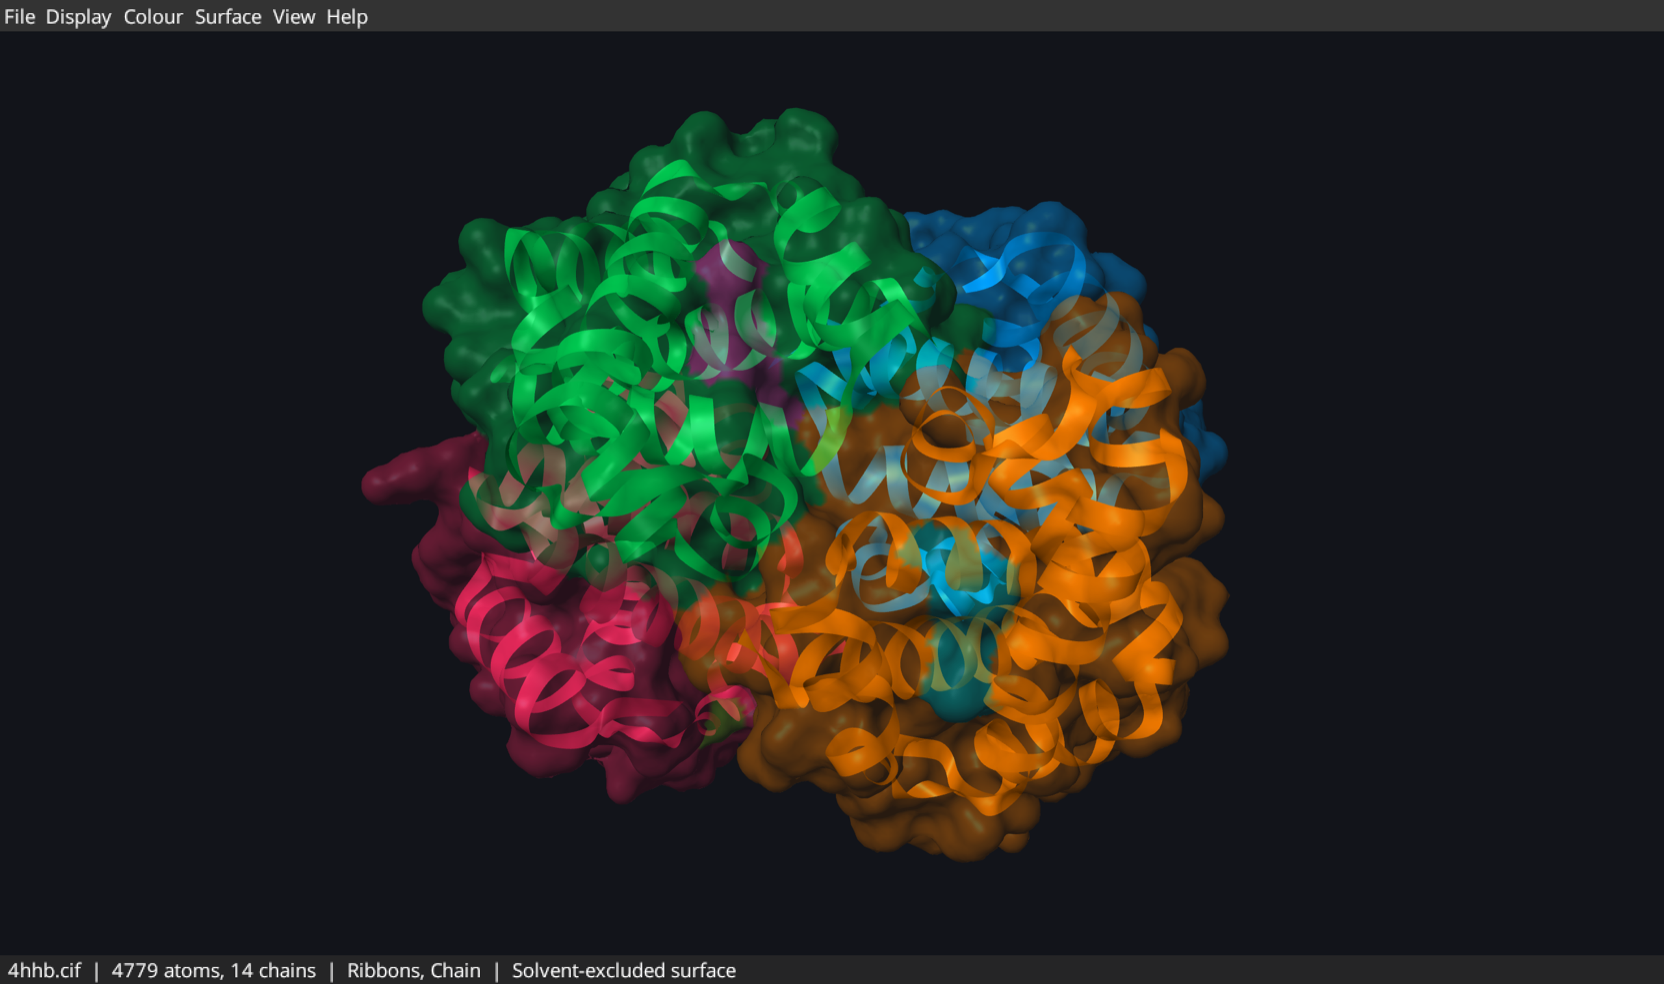 File Display Colour Surface View Help
4hhb.cif | 4779 atoms, 14 chains | Ribbons, Chain | Solvent-excluded surface